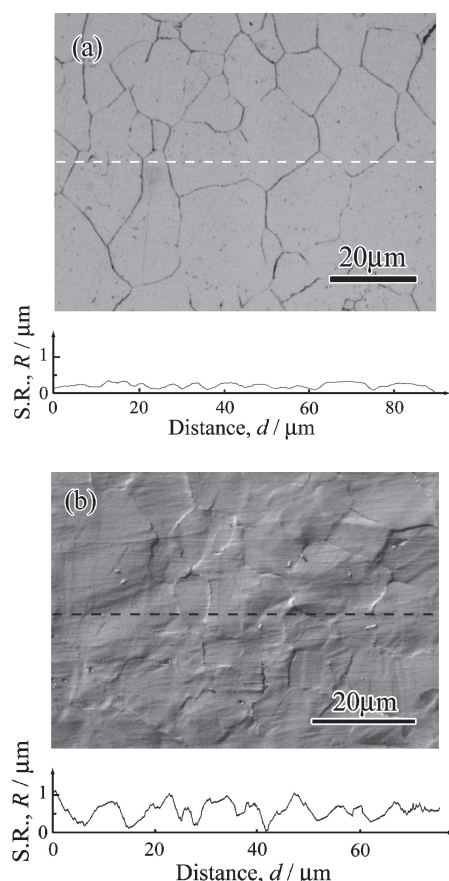 (a)
20μm
S.R., R / μm
1
0
0 20 40 60 80
Distance, d / μm
(b)
20μm
S.R., R / μm
1
0
0 20 40 60
Distance, d / μm